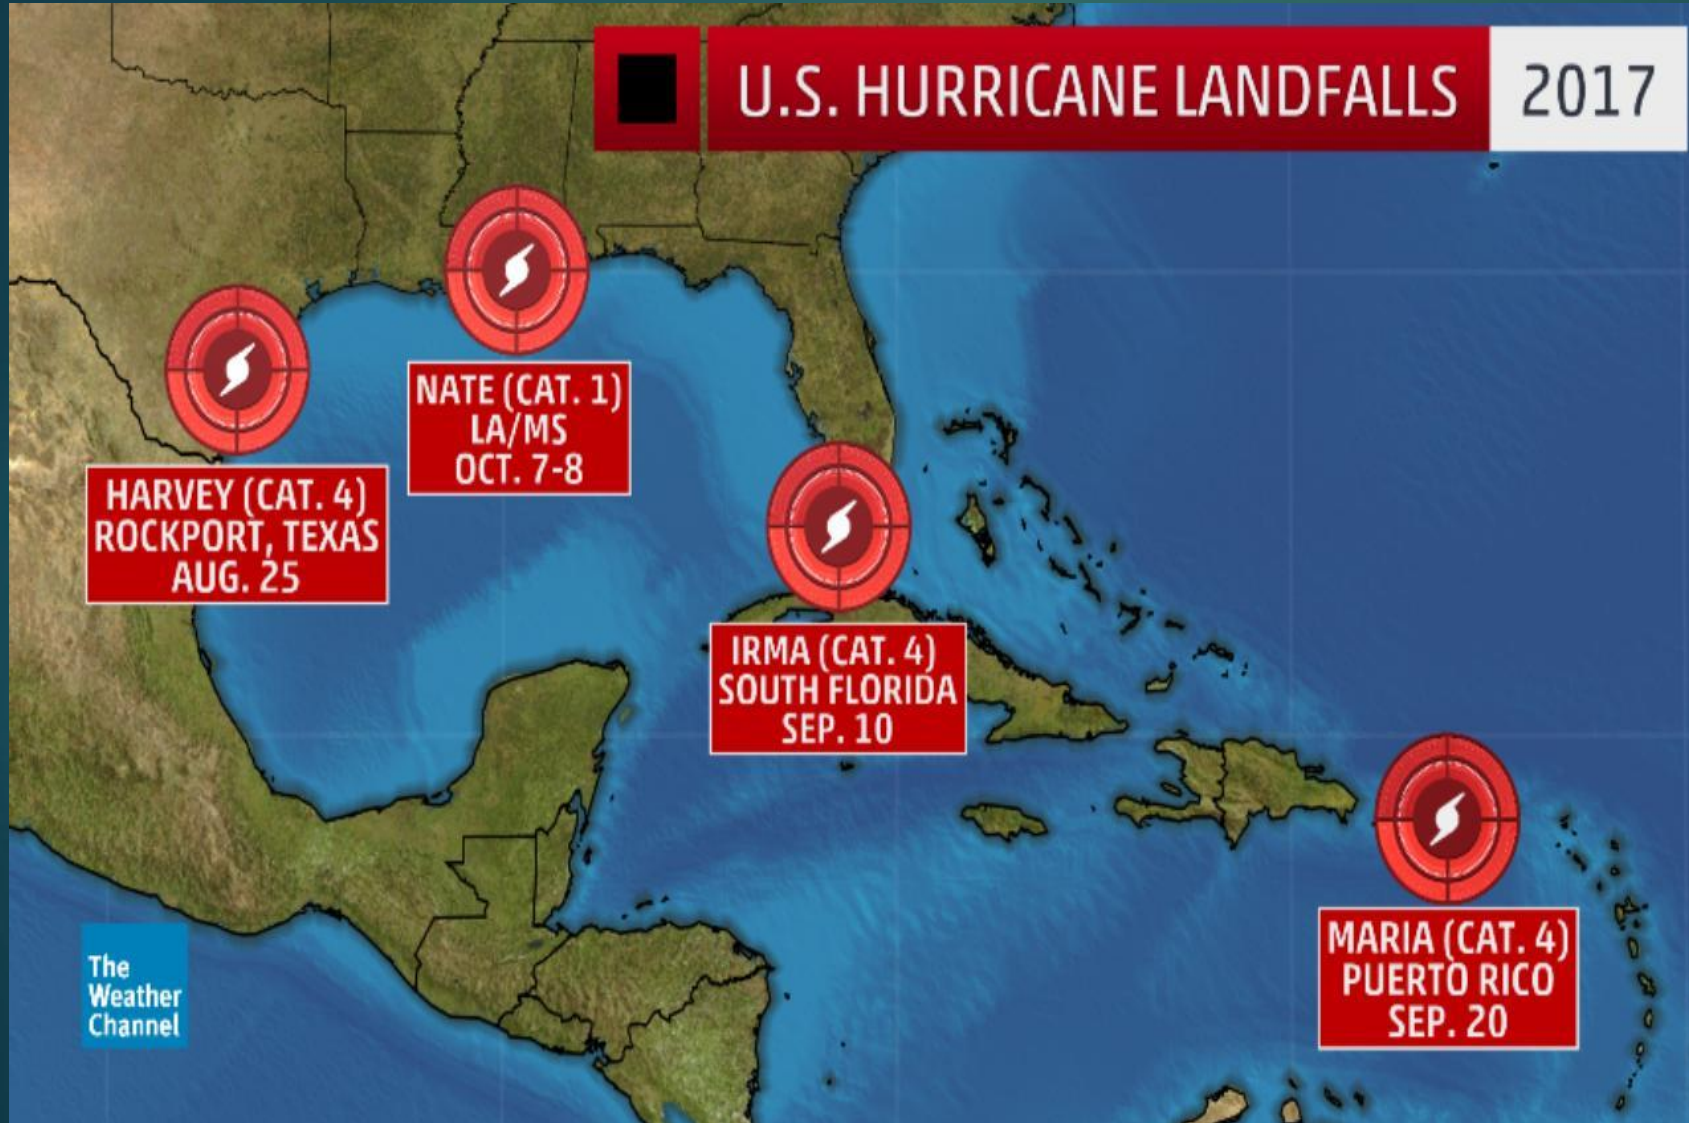 U.S. HURRICANE LANDFALLS 2017
NATE (CAT. 1)
LA/MS
OCT. 7-8
HARVEY (CAT. 4)
ROCKPORT, TEXAS
AUG. 25
IRMA (CAT. 4)
SOUTH FLORIDA
SEP. 10
MARIA (CAT. 4)
PUERTO RICO
SEP. 20
The
Weather
Channel